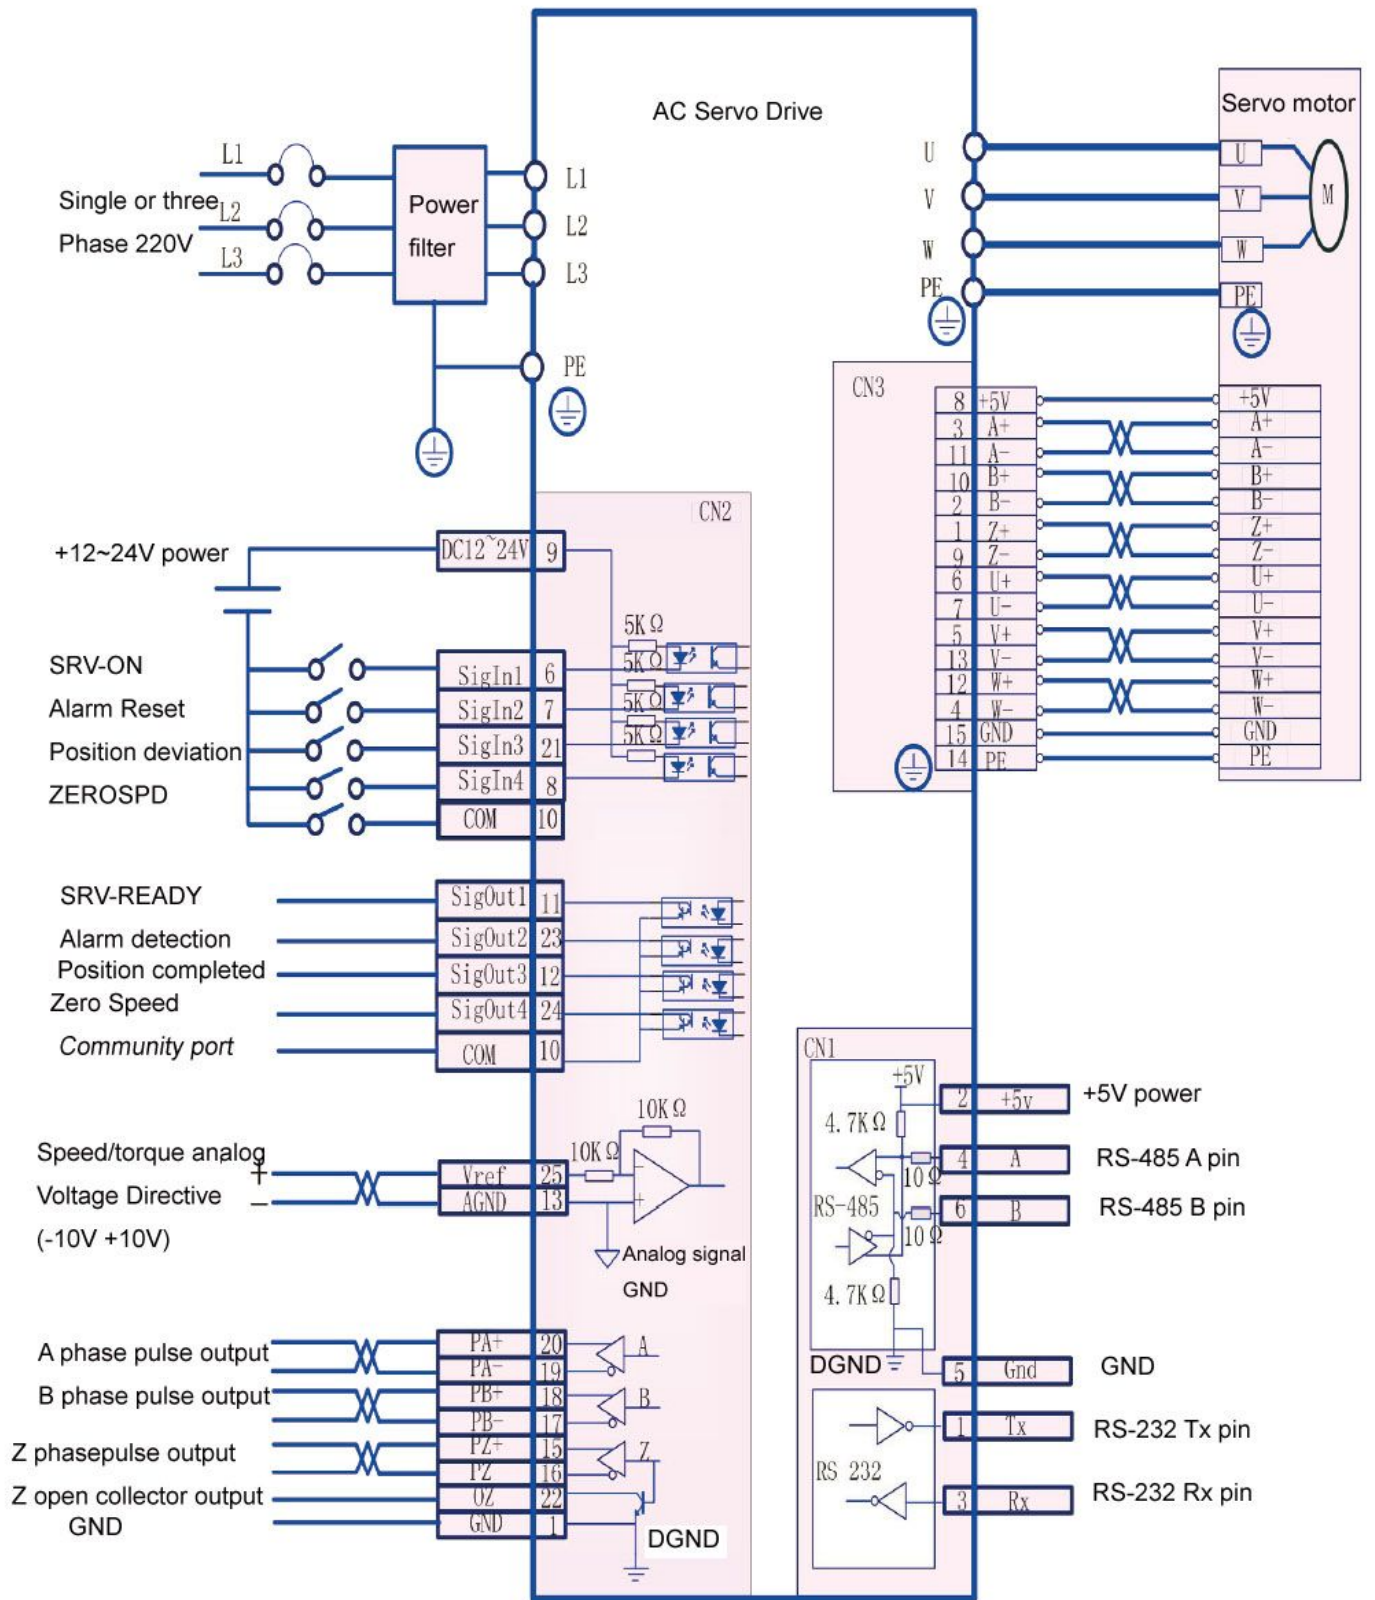 AC Servo Drive
Servo motor
L1
Single or three
L2
Phase 220V
L3
Power
filter
L1
L2
L3
PE
U
V
W
PE
U
V
W
PE
M
CN3
8 +5V
3 A+
11 A-
10 B+
2 B-
1 Z+
9 Z-
6 U+
7 U-
5 V+
13 V-
12 W+
4 W-
15 GND
14 PE
+5V
A+
A-
B+
B-
Z+
Z-
U+
U-
V+
V-
W+
W-
GND
PE
CN2
+12~24V power
DC12~24V 9
5KΩ
5KΩ
5KΩ
5KΩ
SRV-ON
SigIn1 6
Alarm Reset
SigIn2 7
Position deviation
SigIn3 21
ZEROSPD
SigIn4 8
COM 10
SRV-READY
SigOut1 11
Alarm detection
SigOut2 23
Position completed
SigOut3 12
Zero Speed
SigOut4 24
Community port
COM 10
10KΩ
10KΩ
Speed/torque analog
+
Vref 25
−
Voltage Directive
−
AGND 13
+
(-10V +10V)
Analog signal
GND
A phase pulse output
PA+ 20
PA- 19
A
B phase pulse output
PB+ 18
PB- 17
B
Z phasepulse output
PZ+ 15
PZ 16
Z
Z open collector output
OZ 22
GND
GND 1
DGND
CN1
+5V
2 +5v
+5V power
4.7KΩ
4 A
RS-485 A pin
10Ω
RS-485
6 B
RS-485 B pin
10Ω
4.7KΩ
DGND
5 Gnd
GND
1 Tx
RS-232 Tx pin
RS 232
3 Rx
RS-232 Rx pin